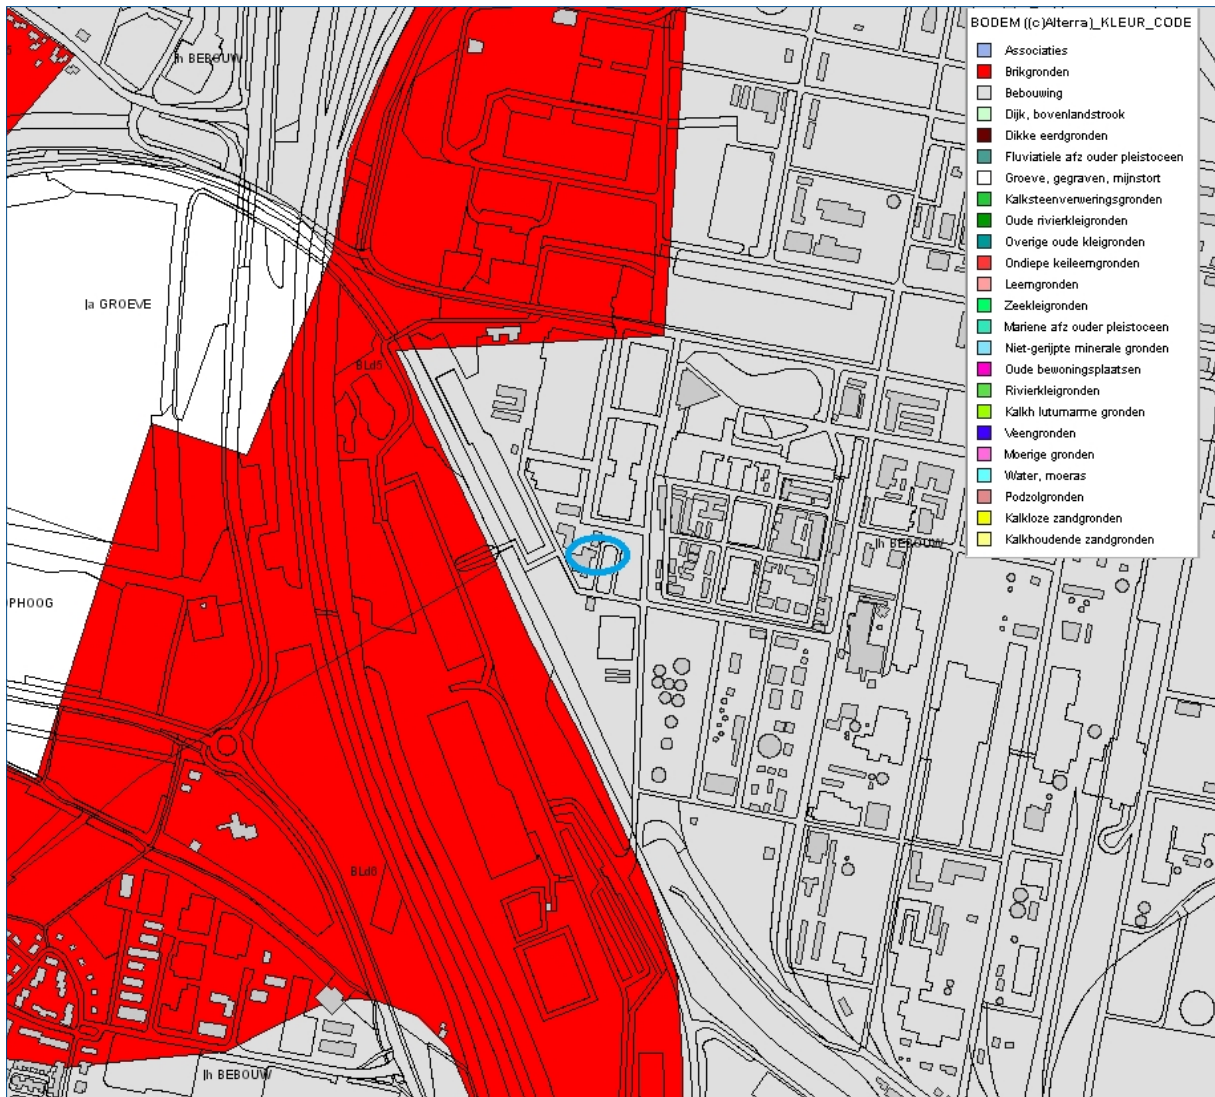 BODEM ((c)Alterra)_KLEUR_CODE
Associaties
Brikgronden
Bebouwing
Dijk, bovenlandstrook
Dikke eerdgronden
Fluviatiele afz ouder pleistoceen
Groeve, gegraven, mijnstort
Kalksteenverweringsgronden
Oude rivierkleigronden
Overige oude kleigronden
Ondiepe keileemgronden
Leemgronden
Zeekleigronden
Mariene afz ouder pleistoceen
Niet-gerijpte minerale gronden
Oude bewoningsplaatsen
Rivierkleigronden
Kalkh lutumarme gronden
Veengronden
Moerige gronden
Water, moeras
Podzolgronden
Kalkloze zandgronden
Kalkhoudende zandgronden
|h BEBOUW
|a GROEVE
BLd5
|h BEBOUW
OPHOOG
BLd6
|h BEBOUW